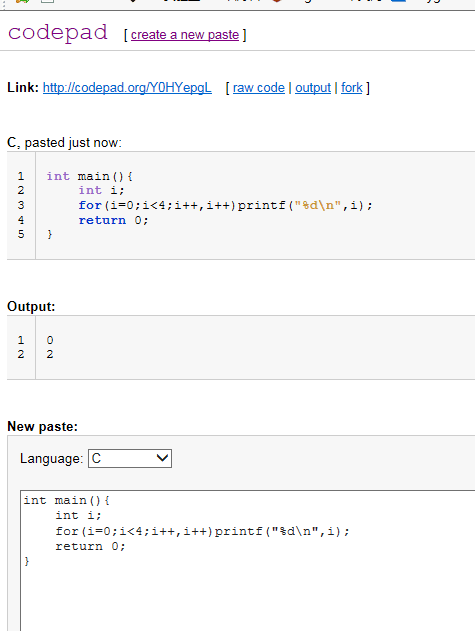 codepad [ create a new paste ]
Link: http://codepad.org/Y0HYepgL [ raw code | output | fork ]
C, pasted just now:
1 int main(){
2 int i;
3 for(i=0;i<4;i++,i++)printf("%d\n",i);
4 return 0;
5 }
Output:
1 0
2 2
New paste:
Language: C
int main(){
int i;
for(i=0;i<4;i++,i++)printf("%d\n",i);
return 0;
}